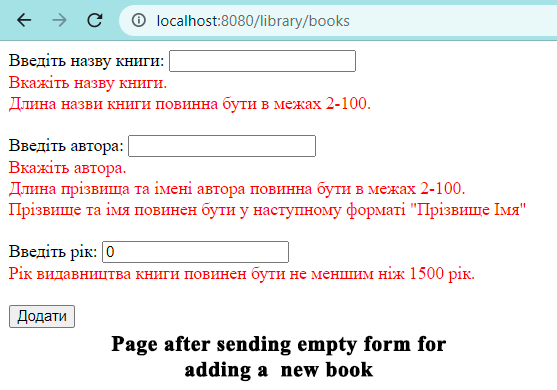 localhost:8080/library/books
Введіть назву книги:
Вкажіть назву книги.
Длина назви книги повинна бути в межах 2-100.
Введіть автора:
Вкажіть автора.
Длина прізвища та імені автора повинна бути в межах 2-100.
Прізвище та імя повинен бути у наступному форматі "Прізвище Імя"
Введіть рік: 0
Рік видавництва книги повинен бути не меншим ніж 1500 рік.
Додати
Page after sending empty form for
adding a new book